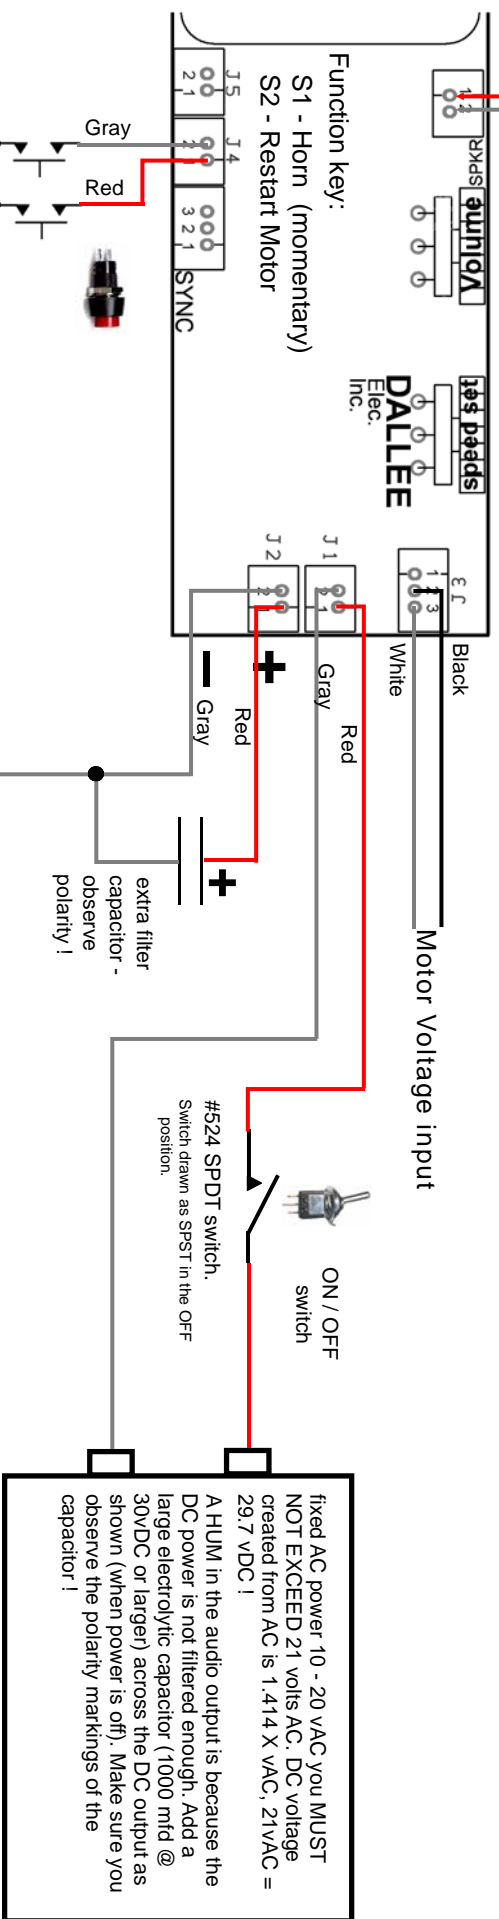 SPKR
1
2
Volume
speed set
DALLEE
Elec.
Inc.
Function key:
S1 - Horn (momentary)
S2 - Restart Motor
J5
2 1
J4
2 1
3 2 1
SYNC
Gray
Red
J3
1 2 3
J1
2 1
J2
2 1
Black
White
Motor Voltage input
Red
Gray
+
Red
−
Gray
+
extra filter
capacitor -
observe
polarity !
ON / OFF
switch
#524 SPDT switch.
Switch drawn as SPST in the OFF
position.
fixed AC power 10 - 20 vAC you MUST
NOT EXCEED 21 volts AC. DC voltage
created from AC is 1.414 X vAC, 21vAC =
29.7 vDC !
A HUM in the audio output is because the
DC power is not filtered enough. Add a
large electrolytic capacitor (1000 mfd @
30vDC or larger) across the DC output as
shown (when power is off). Make sure you
observe the polarity markings of the
capacitor !